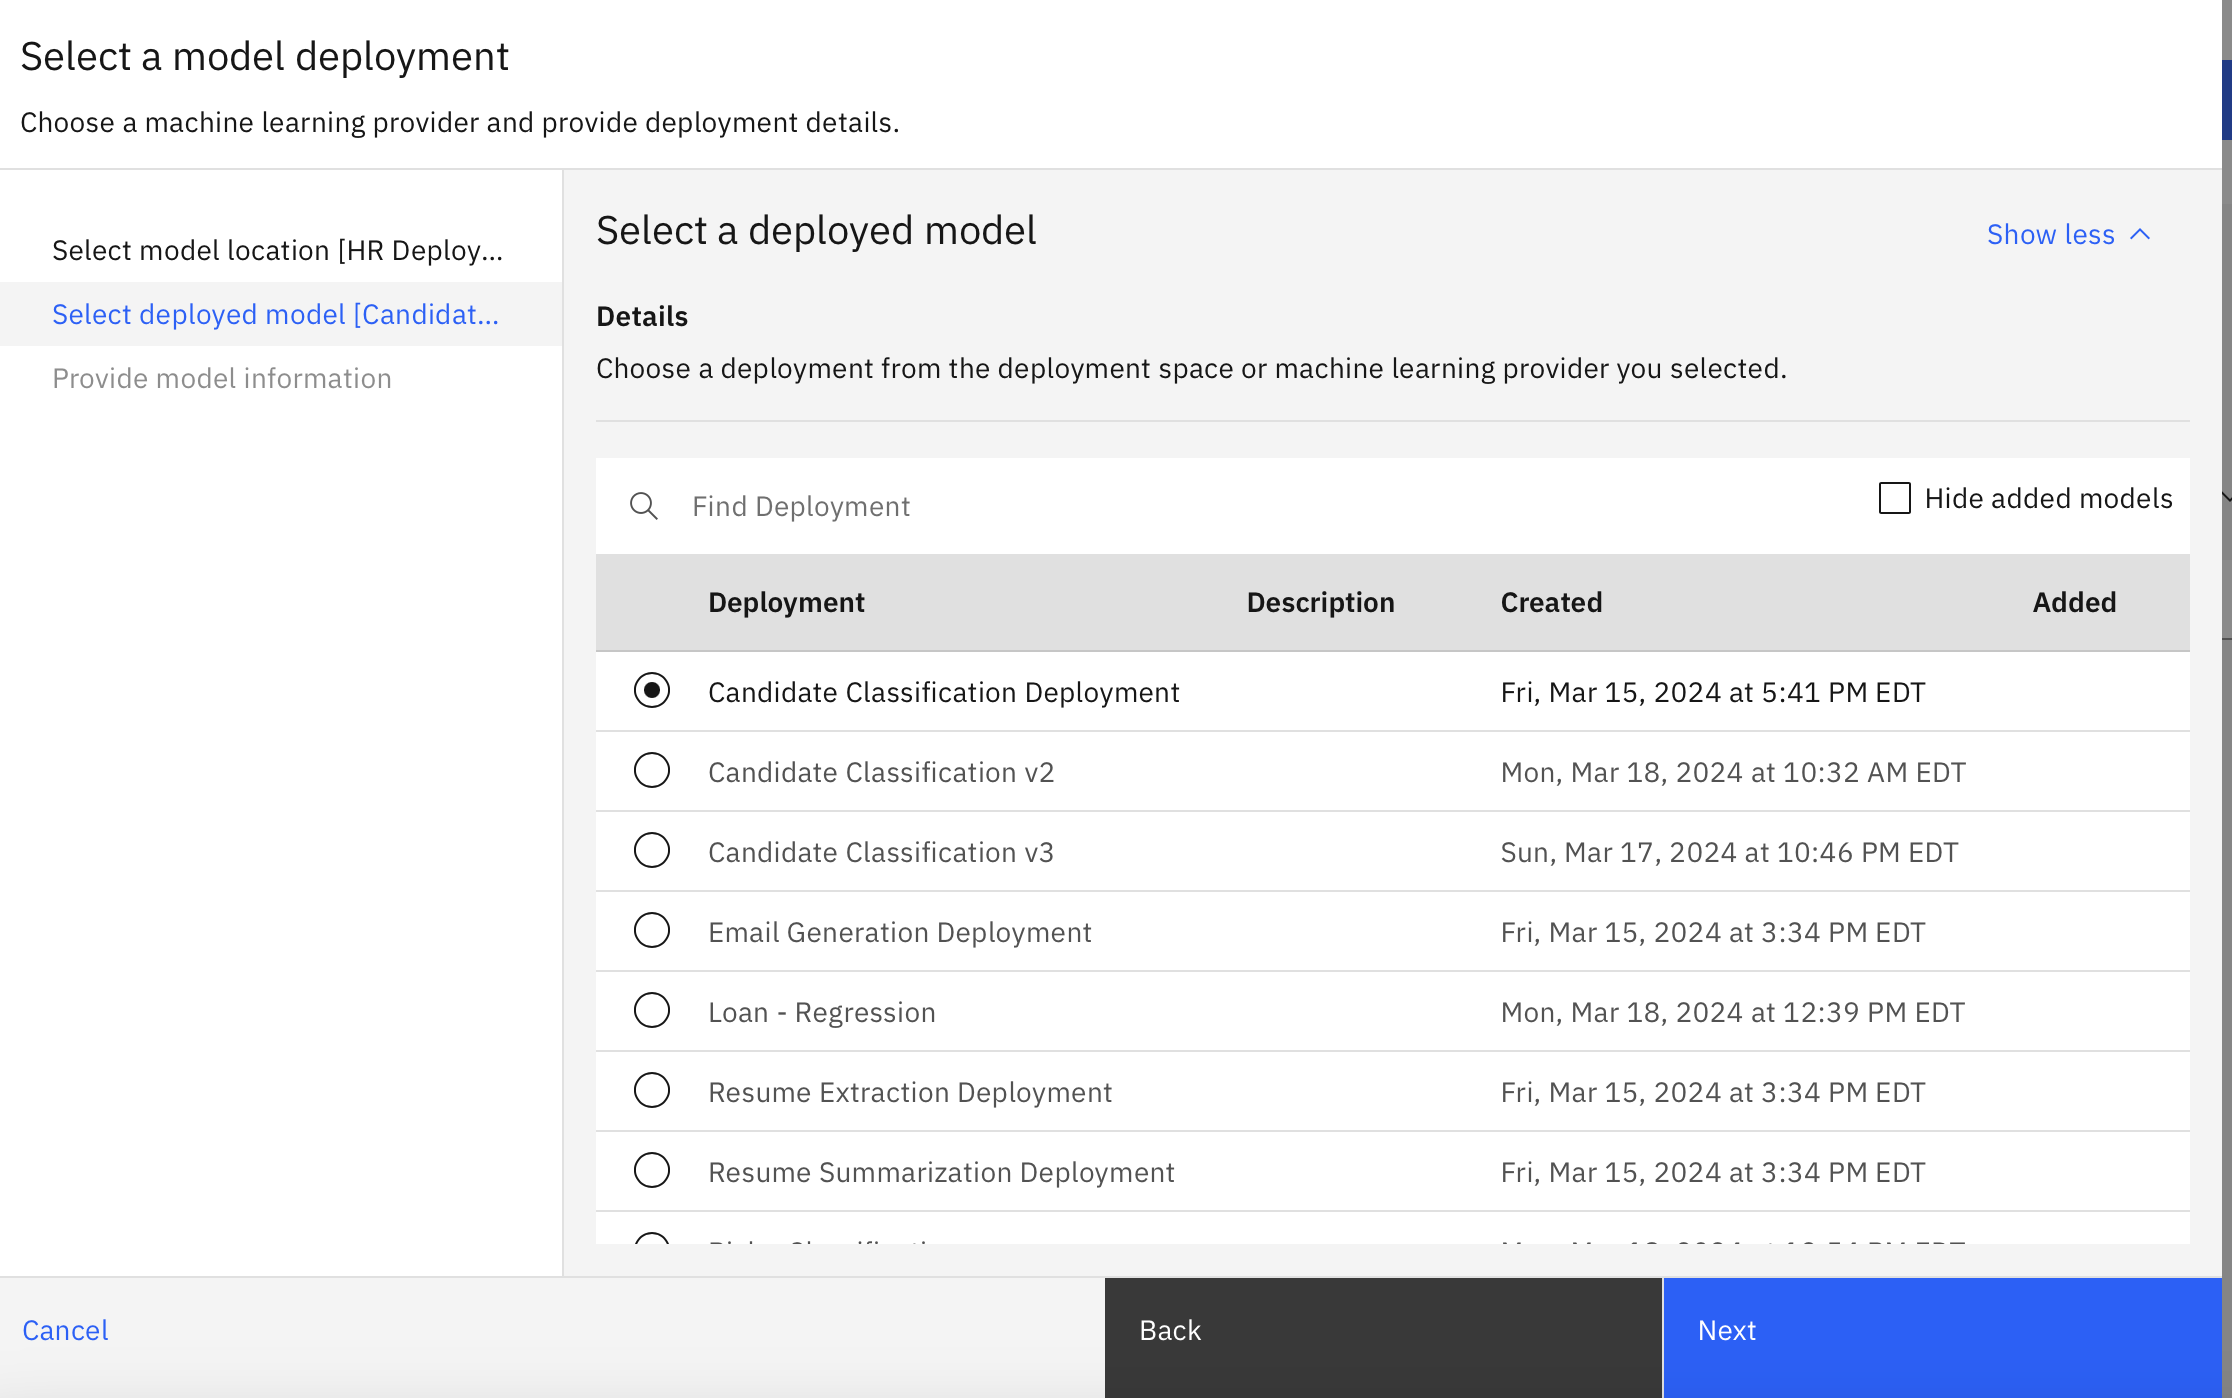 Select a model deployment
Choose a machine learning provider and provide deployment details.
Select model location [HR Deploy...
Select deployed model [Candidat...
Provide model information
Select a deployed model
Show less
Details
Choose a deployment from the deployment space or machine learning provider you selected.
Find Deployment
Hide added models
Deployment Description Created Added
Candidate Classification Deployment Fri, Mar 15, 2024 at 5:41 PM EDT
Candidate Classification v2 Mon, Mar 18, 2024 at 10:32 AM EDT
Candidate Classification v3 Sun, Mar 17, 2024 at 10:46 PM EDT
Email Generation Deployment Fri, Mar 15, 2024 at 3:34 PM EDT
Loan - Regression Mon, Mar 18, 2024 at 12:39 PM EDT
Resume Extraction Deployment Fri, Mar 15, 2024 at 3:34 PM EDT
Resume Summarization Deployment Fri, Mar 15, 2024 at 3:34 PM EDT
Cancel
Back
Next